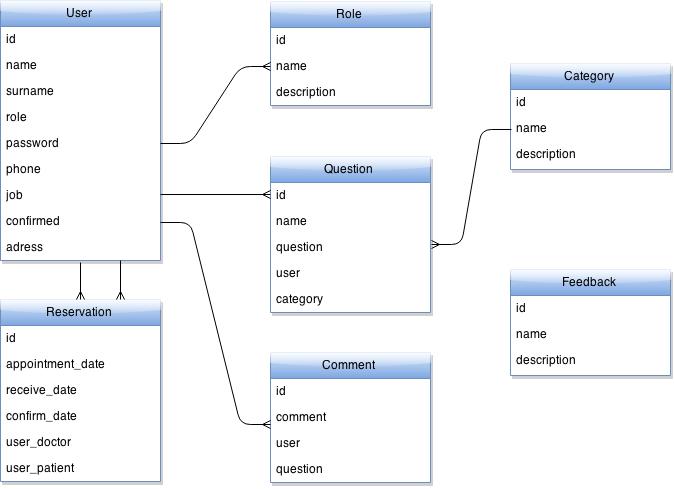 User
id
name
surname
role
password
phone
job
confirmed
adress
Reservation
id
appointment_date
receive_date
confirm_date
user_doctor
user_patient
Role
id
name
description
Question
id
name
question
user
category
Comment
id
comment
user
question
Category
id
name
description
Feedback
id
name
description